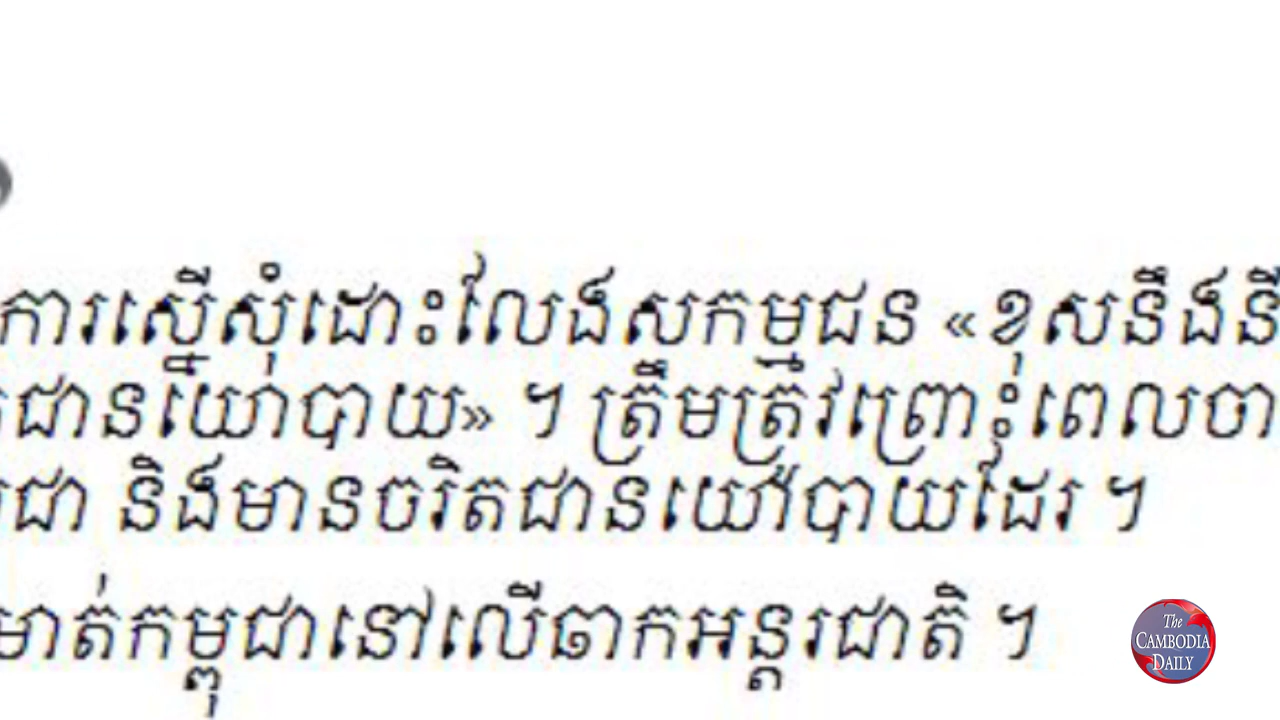 ការស្នើសុំដោះលែងសកម្មជន «ខុសនឹងនី
ជានយោបាយ» ។ ត្រឹមត្រូវព្រោះពេលចា
ជា និងមានចរិតជានយោបាយដែរ ។
មាត់កម្ពុជានៅលើឆាកអន្តរជាតិ ។
The
CAMBODIA
DAILY